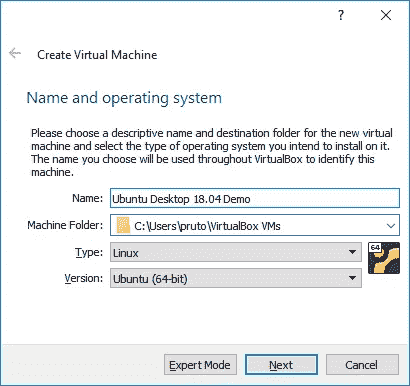 ?
Create Virtual Machine
Name and operating system
Please choose a descriptive name and destination folder for the new virtual
machine and select the type of operating system you intend to install on it.
The name you choose will be used throughout VirtualBox to identify this
machine.
Name: Ubuntu Desktop 18.04 Demo
Machine Folder: C:\Users\pruto\VirtualBox VMs
Type: Linux
64
Version: Ubuntu (64-bit)
Expert Mode Next Cancel